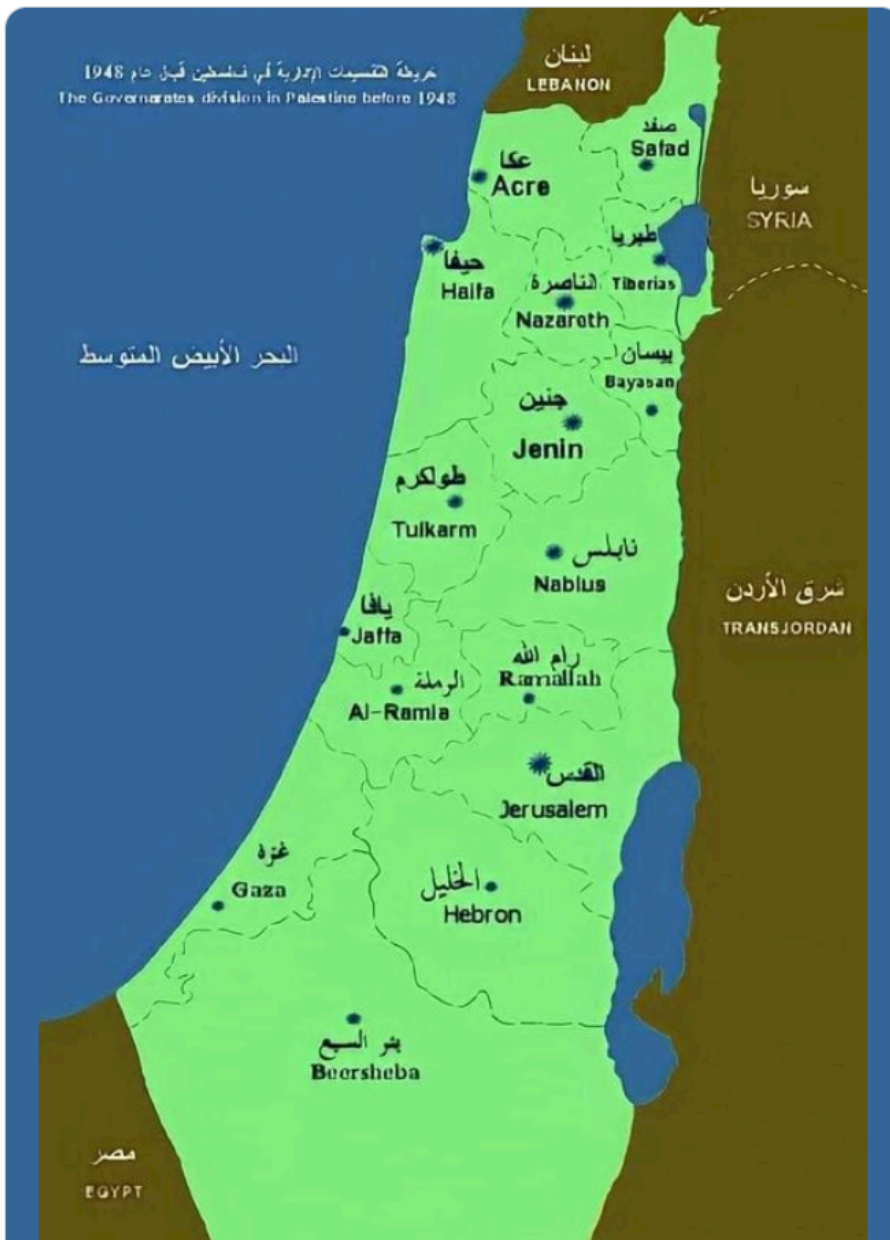 خريطة التقسيمات الإدارية في فلسطين قبل عام 1948
The Governorates division in Palestine before 1948
لبنان
LEBANON
صفد
Safad
عكا
Acre
سوريا
SYRIA
طبريا
Tiberias
حيفا
Haifa
الناصرة
Nazareth
البحر الأبيض المتوسط
بيسان
Bayasan
جنين
Jenin
طولكرم
Tulkarm
نابلس
Nablus
شرق الأردن
TRANSJORDAN
يافا
Jaffa
رام الله
Ramallah
الرملة
Al-Ramla
القدس
Jerusalem
غزة
Gaza
الخليل
Hebron
بئر السبع
Beersheba
مصر
EGYPT